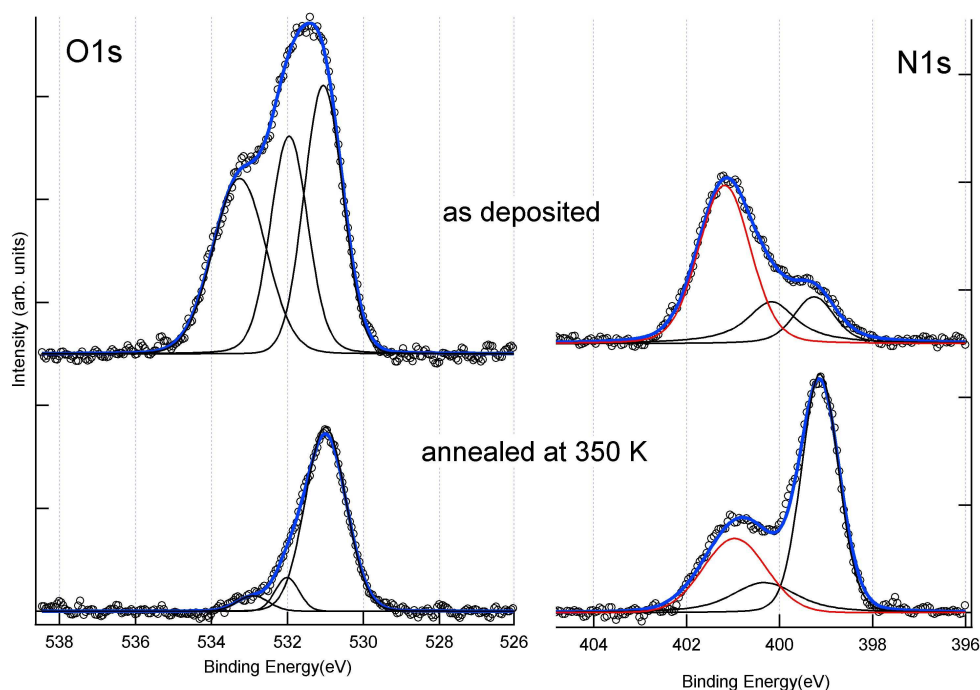 O1s
N1s
as deposited
annealed at 350 K
Intensity (arb. units)
538 536 534 532 530 528 526
404 402 400 398 396
Binding Energy(eV)
Binding Energy(eV)